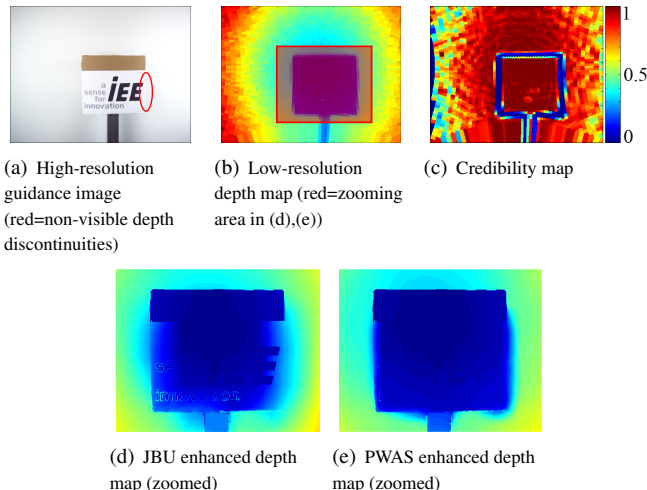 a
sense
for
innovation
iEE
1
0.5
0
(a) High-resolution
guidance image
(red=non-visible depth
discontinuities)
(b) Low-resolution
depth map (red=zooming
area in (d),(e))
(c) Credibility map
(d) JBU enhanced depth
map (zoomed)
(e) PWAS enhanced depth
map (zoomed)